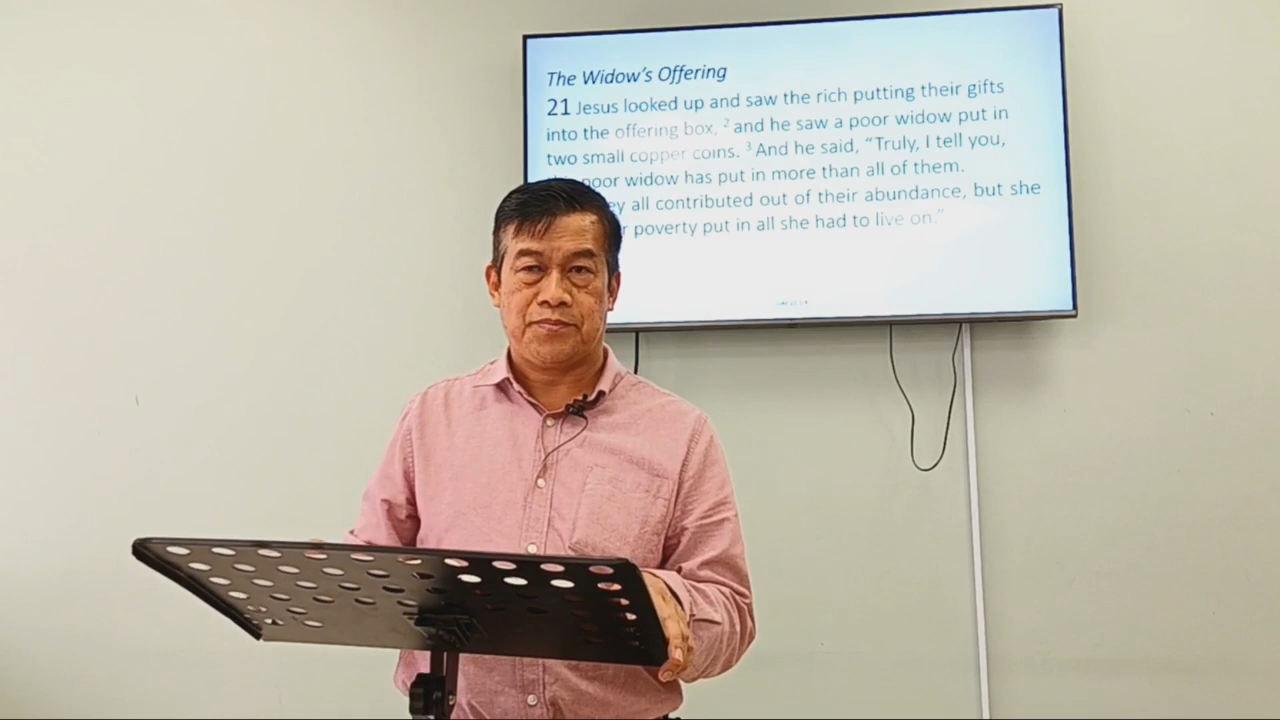 The Widow's Offering
21 Jesus looked up and saw the rich putting their gifts
into the offering box, 2 and he saw a poor widow put in
two small copper coins. 3 And he said, “Truly, I tell you,
poor widow has put in more than all of them.
all contributed out of their abundance, but she
poverty put in all she had to live on.”